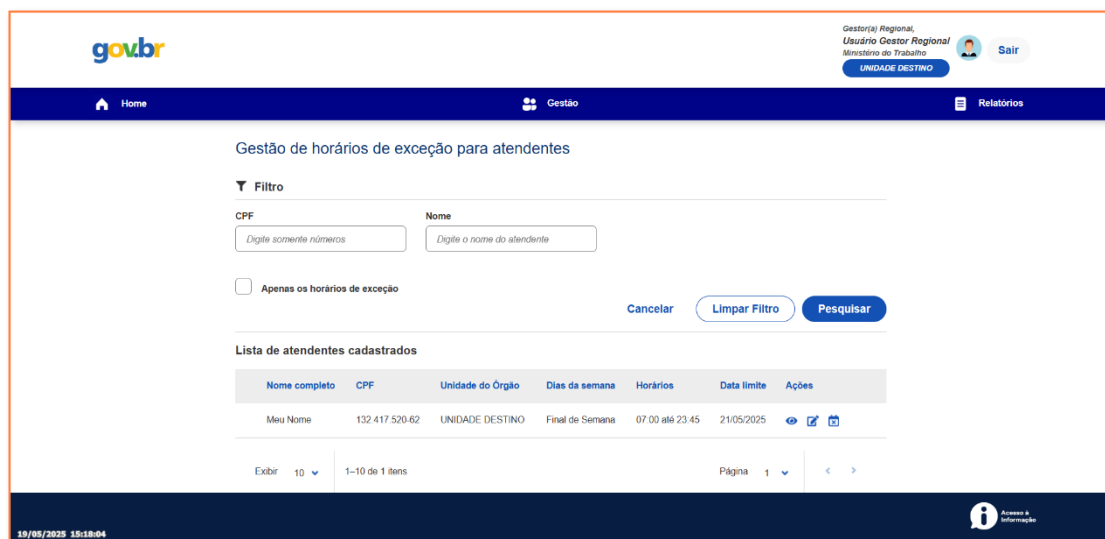 gov.br
Gestor(a) Regional,
Usuário Gestor Regional
Ministério do Trabalho
UNIDADE DESTINO
Sair
Home
Gestão
Relatórios
Gestão de horários de exceção para atendentes
Filtro
CPF
Nome
Digite somente números
Digite o nome do atendente
Apenas os horários de exceção
Cancelar
Limpar Filtro
Pesquisar
Lista de atendentes cadastrados
Nome completo CPF Unidade do Órgão Dias da semana Horários Data limite Ações
Meu Nome 132.417.520-62 UNIDADE DESTINO Final de Semana 07:00 até 23:45 21/05/2025
Exibir 10 1–10 de 1 itens Página 1
Acesso à
Informação
19/05/2025 15:18:04